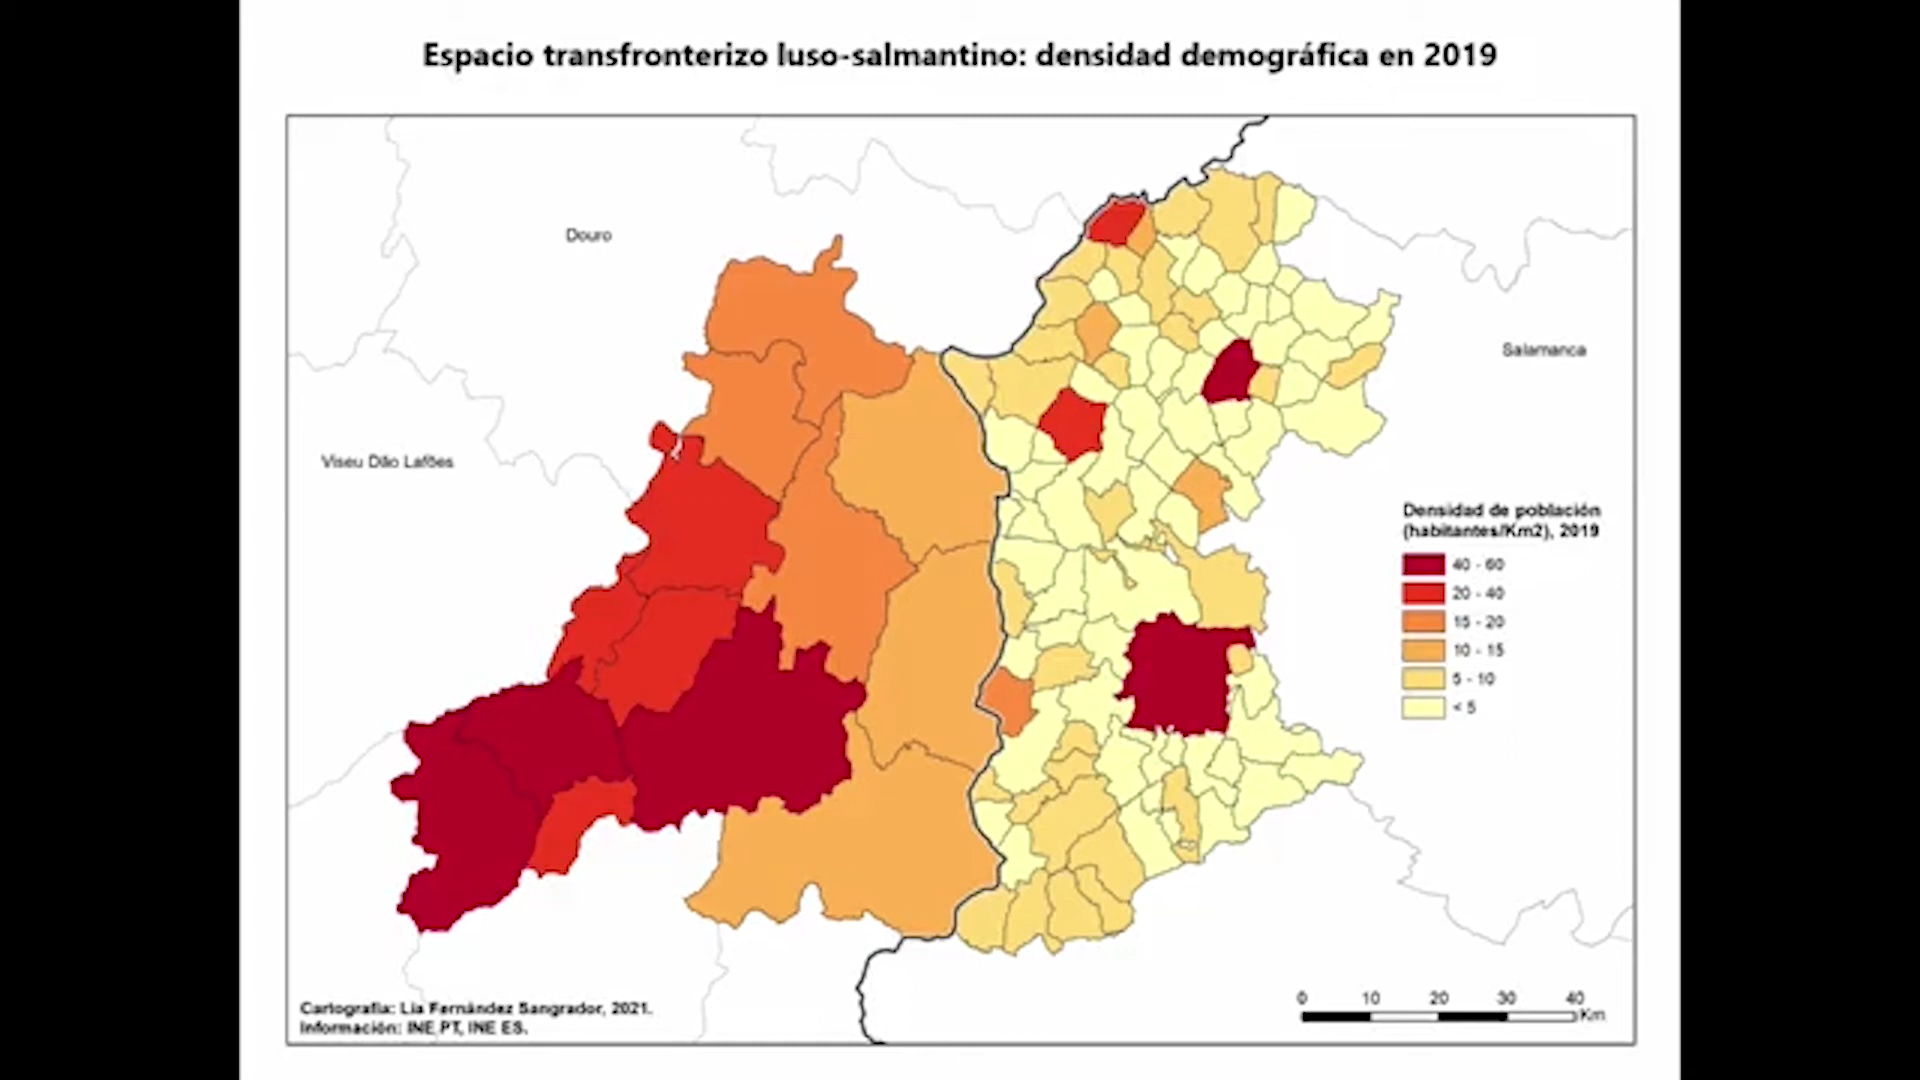 Espacio transfronterizo luso-salmantino: densidad demográfica en 2019
Douro
Salamanca
Viseu Dão Lafões
Densidad de población
(habitantes/Km2), 2019
40 - 60
20 - 40
15 - 20
10 - 15
5 - 10
< 5
Cartografía: Lía Fernández Sangrador, 2021.
Información: INE PT, INE ES.
0 10 20 30 40
Km